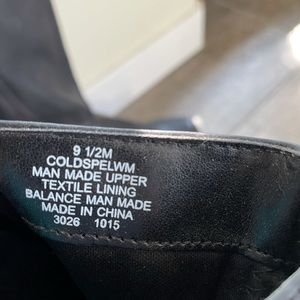 9 1/2M
COLDSPELWM
MAN MADE UPPER
TEXTILE LINING
BALANCE MAN MADE
MADE IN CHINA
3026 1015